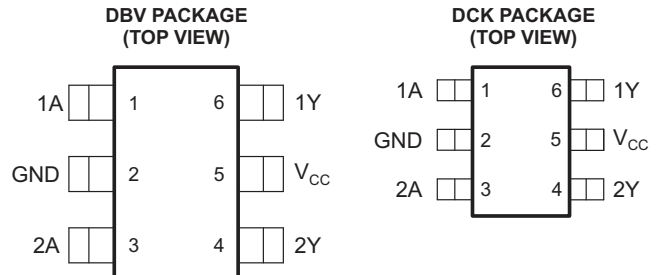 DBV PACKAGE
(TOP VIEW)
1A 1 6 1Y
GND 2 5 VCC
2A 3 4 2Y
DCK PACKAGE
(TOP VIEW)
1A 1 6 1Y
GND 2 5 VCC
2A 3 4 2Y